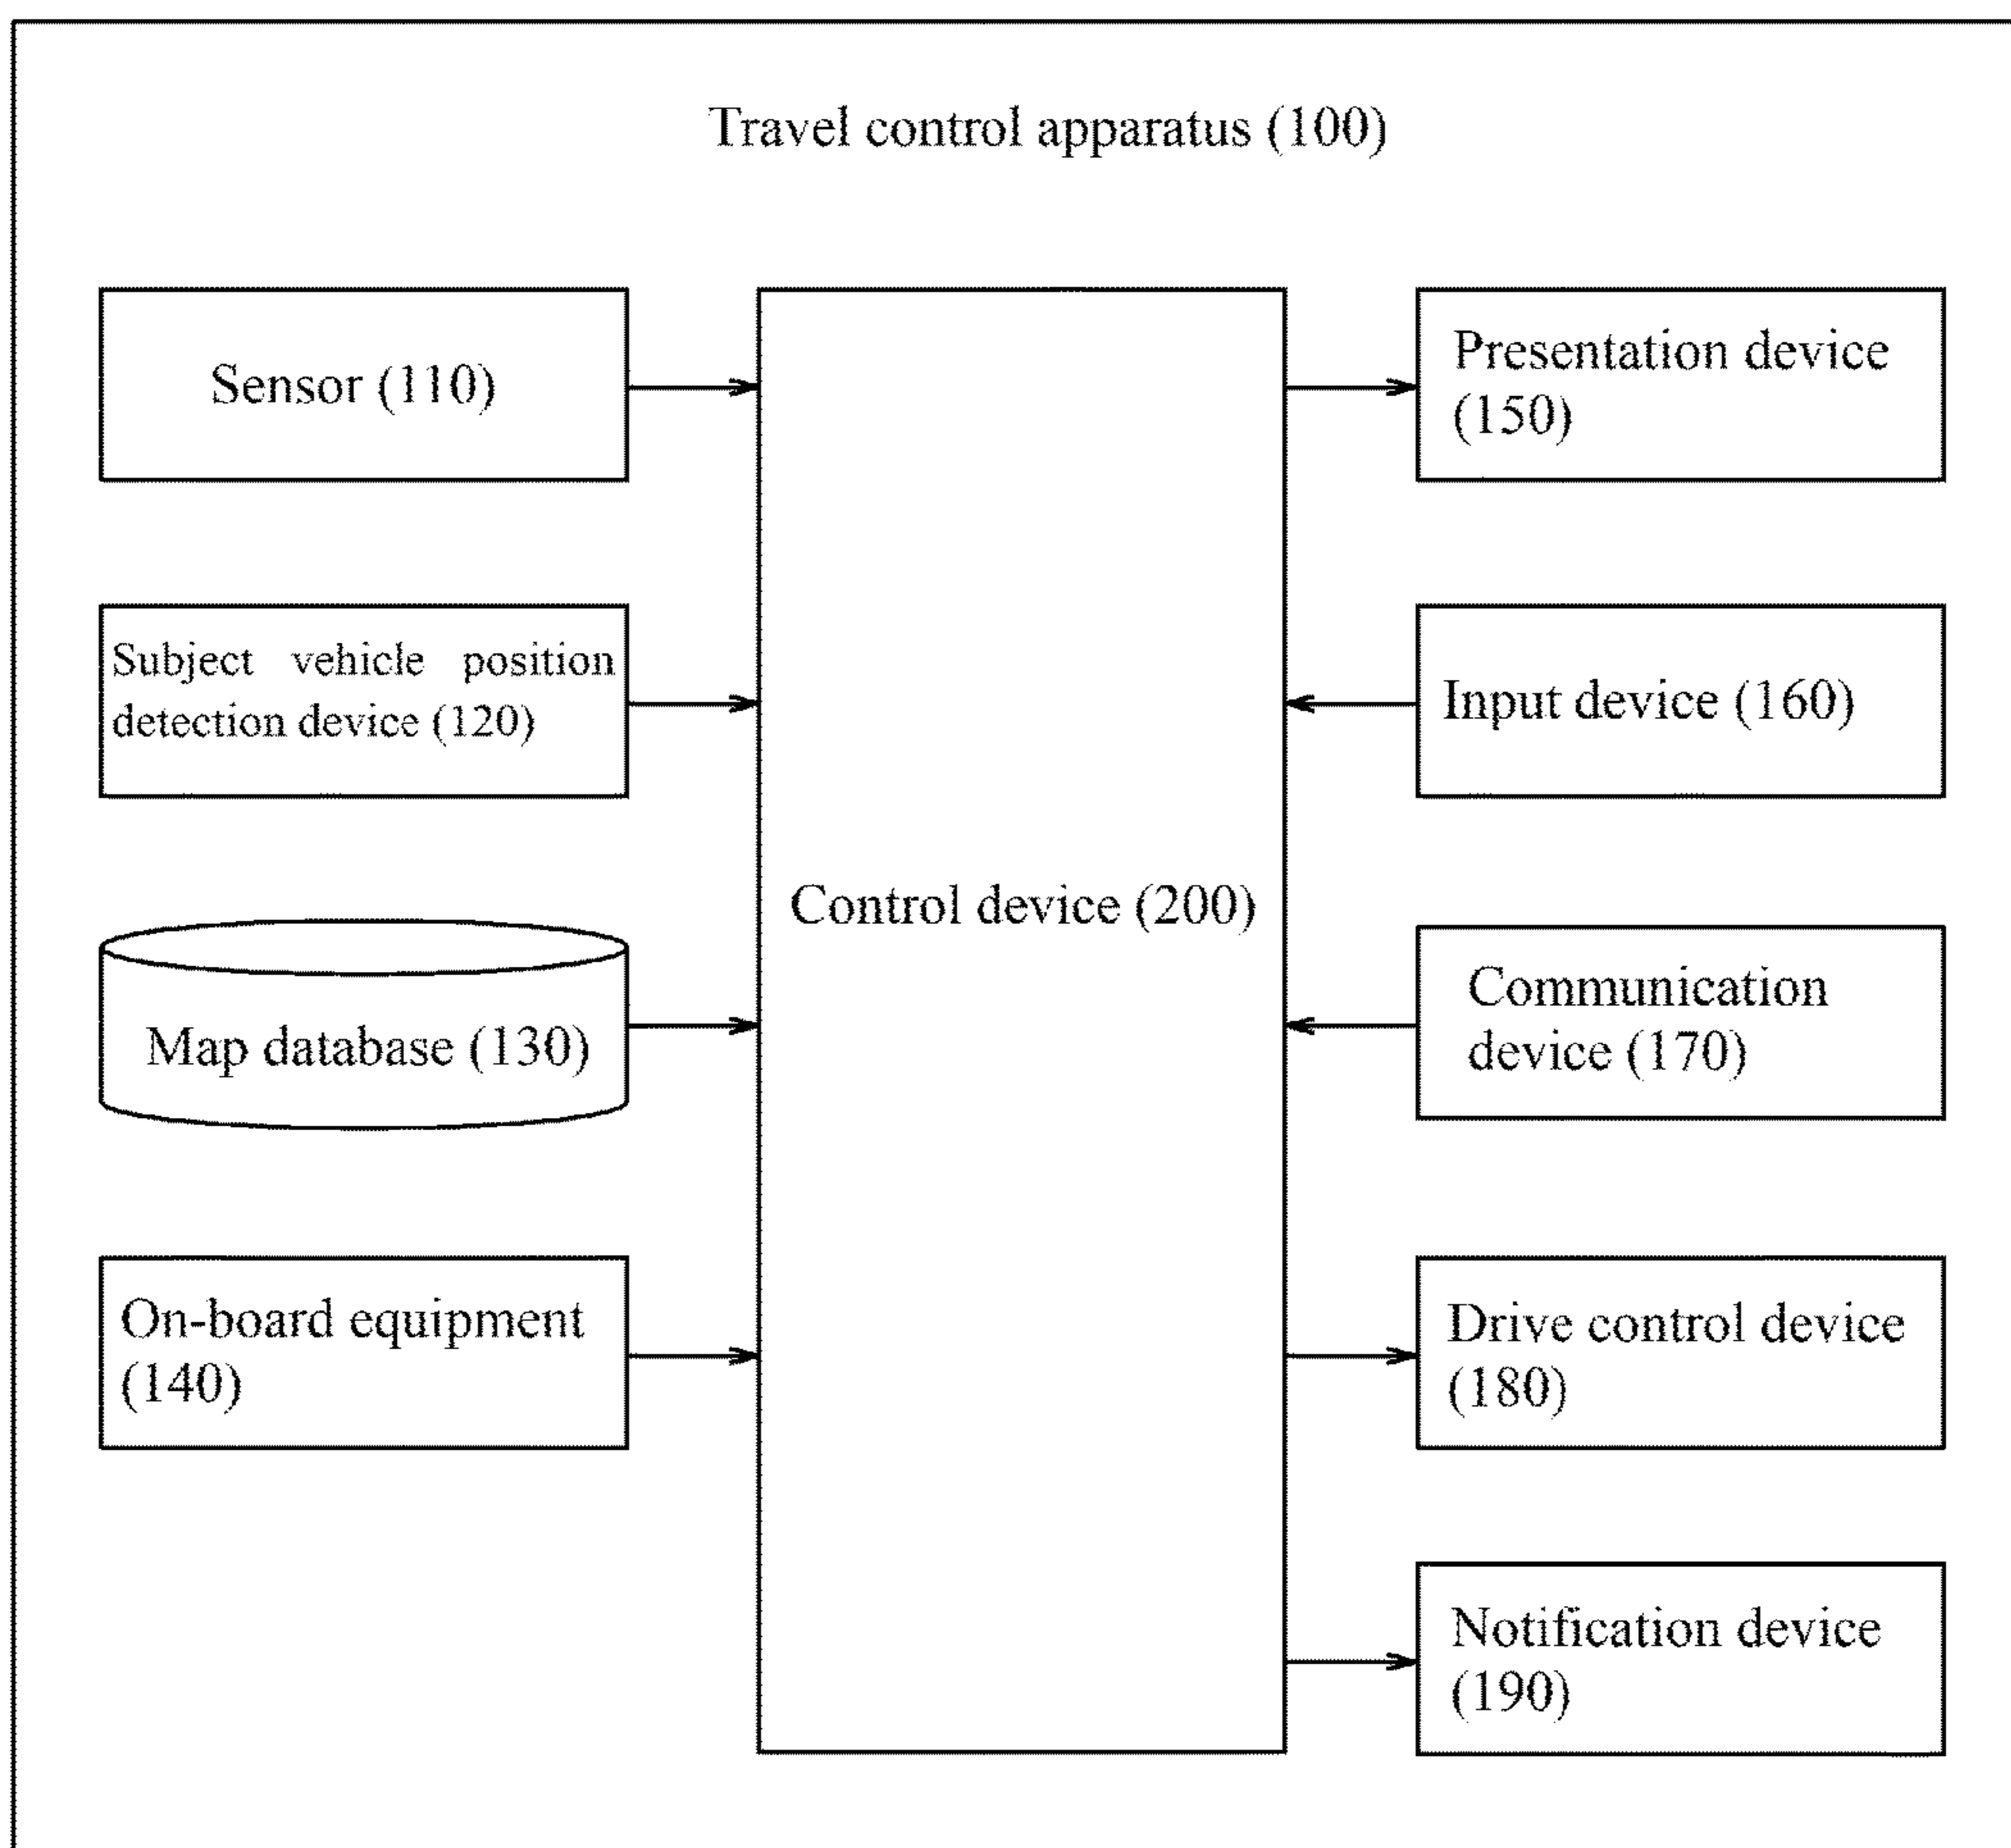 Travel control apparatus (100)
Sensor (110)
Subject vehicle position
detection device (120)
Map database (130)
On-board equipment
(140)
Control device (200)
Presentation device
(150)
Input device (160)
Communication
device (170)
Drive control device
(180)
Notification device
(190)